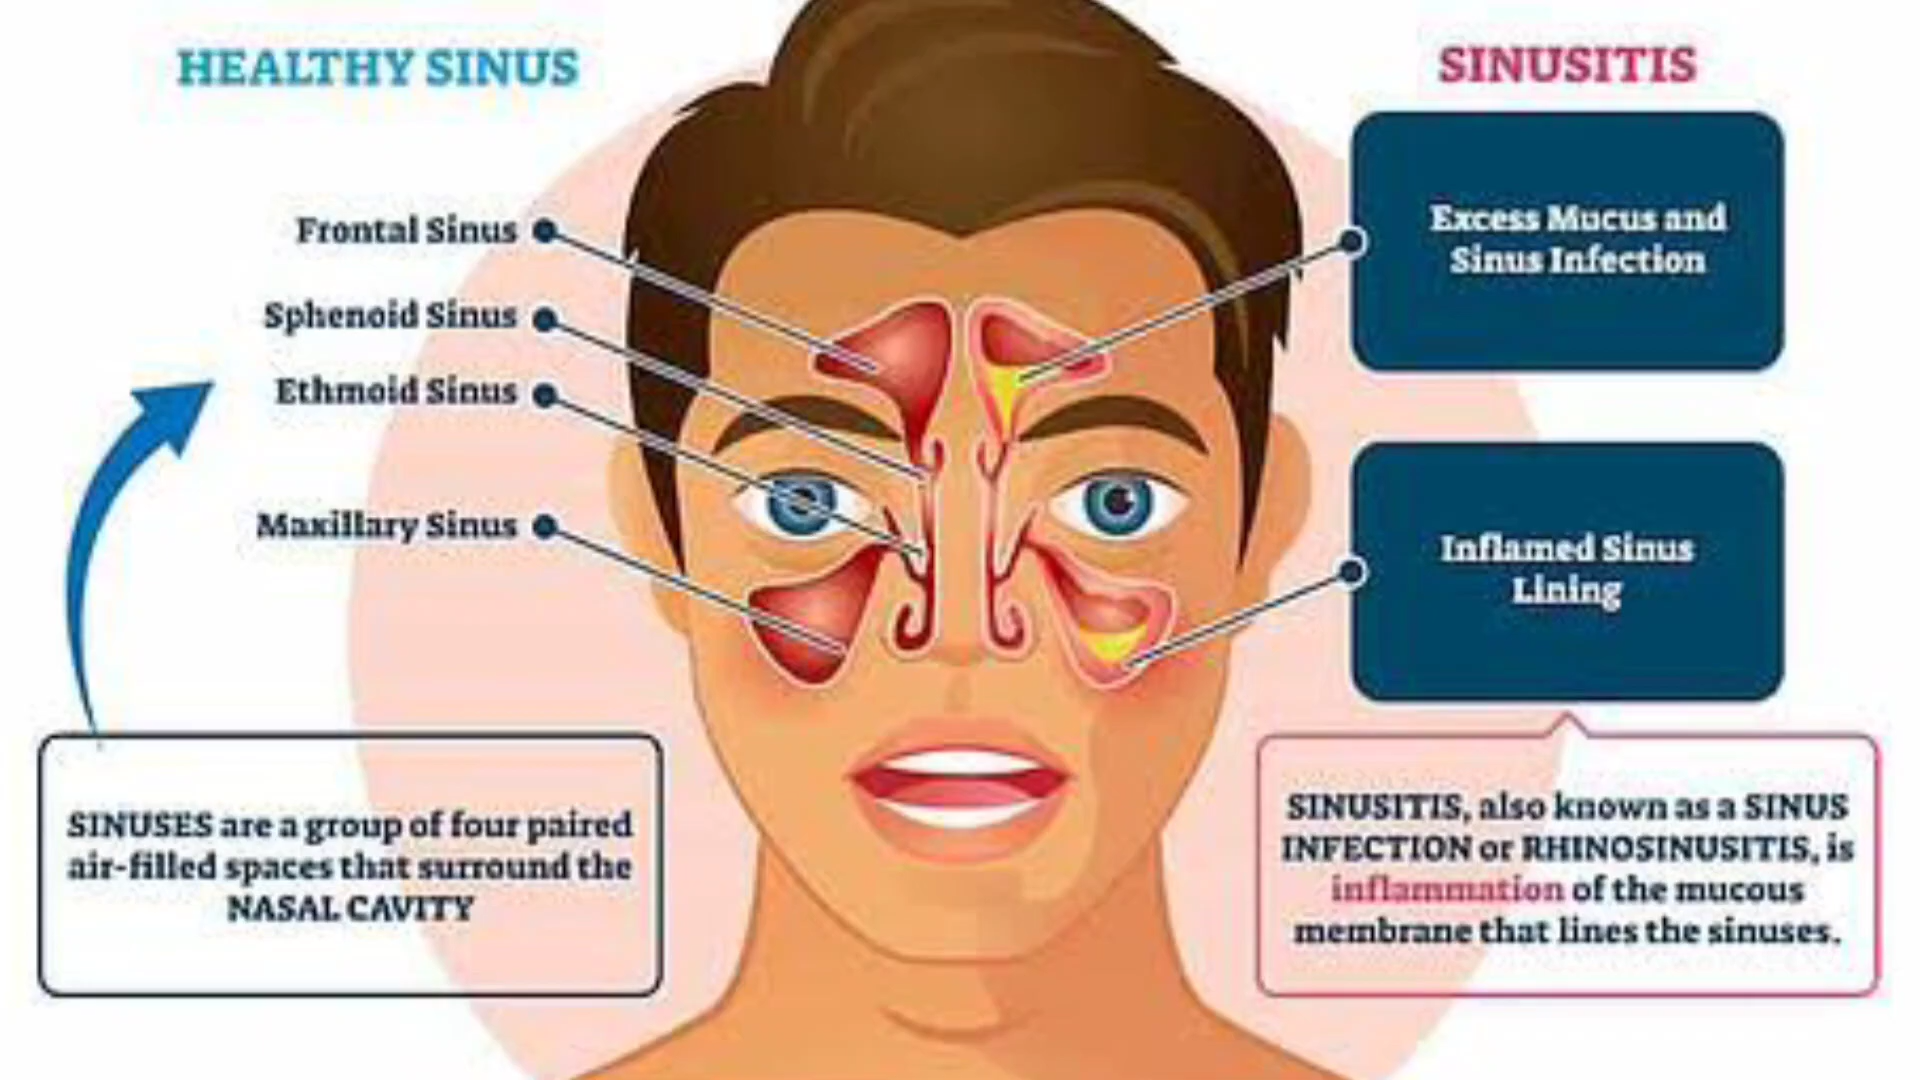 HEALTHY SINUS
Frontal Sinus
Sphenoid Sinus
Ethmoid Sinus
Maxillary Sinus
SINUSES are a group of four paired
air-filled spaces that surround the
NASAL CAVITY
SINUSITIS
Excess Mucus and
Sinus Infection
Inflamed Sinus
Lining
SINUSITIS, also known as a SINUS
INFECTION or RHINOSINUSITIS, is
inflammation of the mucous
membrane that lines the sinuses.